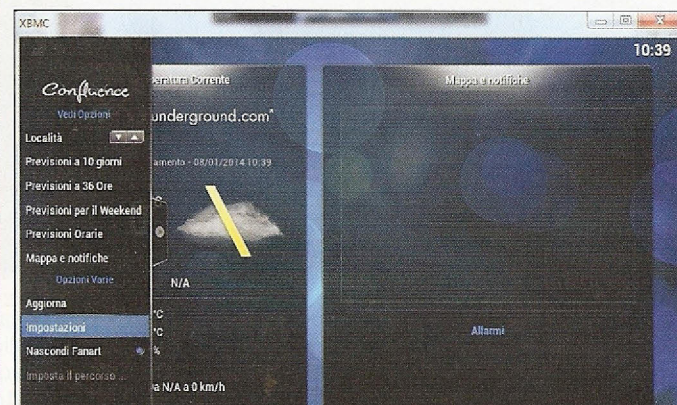 XBMC
10:39
Confluence
Vedi Opzioni
Località
Previsioni a 10 giorni
Previsioni a 36 Ore
Previsioni per il Weekend
Previsioni Orarie
Mappa e notifiche
Opzioni Varie
Aggiorna
Impostazioni
Nascondi Fanart
Imposta il percorso ...
eratura Corrente
underground.com°
amento - 08/01/2014 10:39
°C
N/A
°C
°C
%
a N/A a 0 km/h
Mappa e notifiche
Allarmi